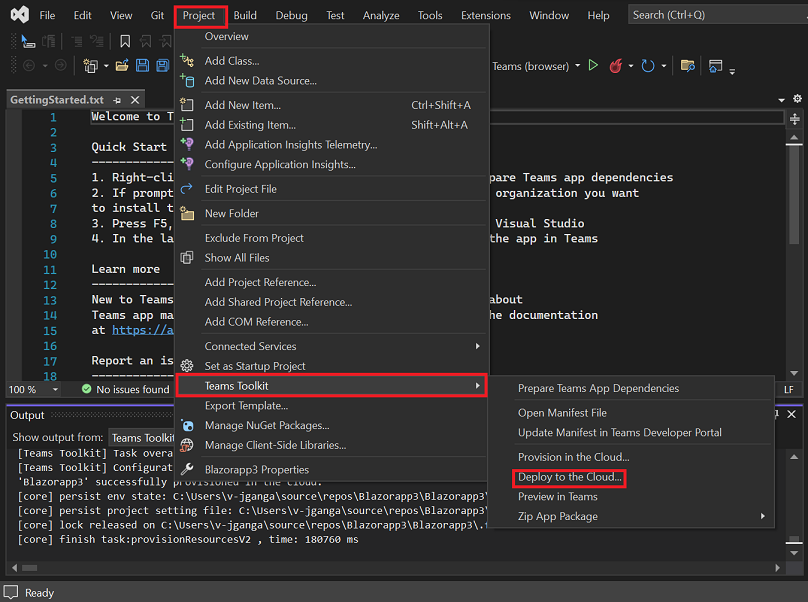 File Edit View Git Project Build Debug Test Analyze Tools Extensions Window Help Search (Ctrl+Q)
Teams (browser)
GettingStarted.txt
Overview
Add Class...
Add New Data Source...
Add New Item... Ctrl+Shift+A
Add Existing Item... Shift+Alt+A
Add Application Insights Telemetry...
Configure Application Insights...
Edit Project File
New Folder
Exclude From Project
Show All Files
Add Project Reference...
Add Shared Project Reference...
Add COM Reference...
Connected Services
Set as Startup Project
Teams Toolkit
Export Template...
Manage NuGet Packages...
Manage Client-Side Libraries...
Blazorapp3 Properties
Prepare Teams App Dependencies
Open Manifest File
Update Manifest in Teams Developer Portal
Provision in the Cloud...
Deploy to the Cloud...
Preview in Teams
Zip App Package
1 Welcome to T
2
3 Quick Start
4 -----------
5 1. Right-cli pare Teams app dependencies
6 2. If prompt organization you want
7 to install t
8 3. Press F5, Visual Studio
9 4. In the la the app in Teams
10
11 Learn more
12 -----------
13 New to Teams about
14 Teams app ma he documentation
15 at https://a
16
17 Report an is
18 -----------
100 % No issues found LF
Output
Show output from: Teams Toolkit
[Teams Toolkit] Task overa
[Teams Toolkit] Configurat
'Blazorapp3' successfully provisioned in the cloud.
[core] persist env state: C:\Users\v-jganga\source\repos\Blazorapp3\Blazorapp3\
[core] persist project setting file: C:\Users\v-jganga\source\repos\Blazorapp3\
[core] lock released on C:\Users\v-jganga\source\repos\Blazorapp3\Blazorapp3\.
[core] finish task:provisionResourcesV2 , time: 180760 ms
Ready